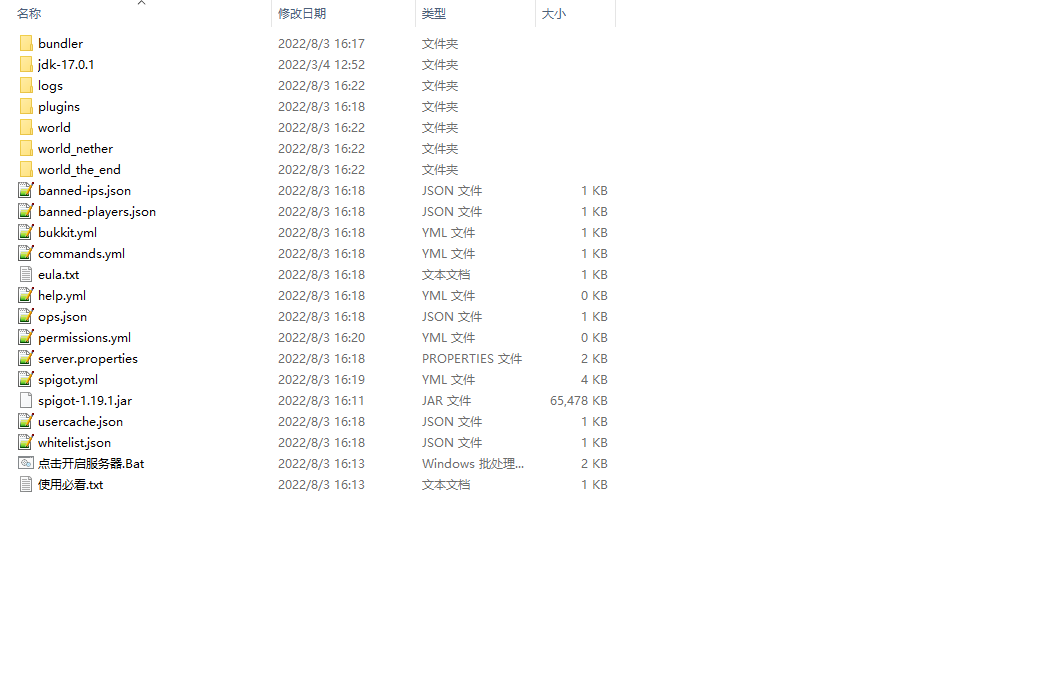 名称 修改日期 类型 大小
bundler 2022/8/3 16:17 文件夹
jdk-17.0.1 2022/3/4 12:52 文件夹
logs 2022/8/3 16:22 文件夹
plugins 2022/8/3 16:18 文件夹
world 2022/8/3 16:22 文件夹
world_nether 2022/8/3 16:22 文件夹
world_the_end 2022/8/3 16:22 文件夹
banned-ips.json 2022/8/3 16:18 JSON 文件 1 KB
banned-players.json 2022/8/3 16:18 JSON 文件 1 KB
bukkit.yml 2022/8/3 16:18 YML 文件 1 KB
commands.yml 2022/8/3 16:18 YML 文件 1 KB
eula.txt 2022/8/3 16:18 文本文档 1 KB
help.yml 2022/8/3 16:18 YML 文件 0 KB
ops.json 2022/8/3 16:18 JSON 文件 1 KB
permissions.yml 2022/8/3 16:20 YML 文件 0 KB
server.properties 2022/8/3 16:18 PROPERTIES 文件 2 KB
spigot.yml 2022/8/3 16:19 YML 文件 4 KB
spigot-1.19.1.jar 2022/8/3 16:11 JAR 文件 65,478 KB
usercache.json 2022/8/3 16:18 JSON 文件 1 KB
whitelist.json 2022/8/3 16:18 JSON 文件 1 KB
点击开启服务器.Bat 2022/8/3 16:13 Windows 批处理... 2 KB
使用必看.txt 2022/8/3 16:13 文本文档 1 KB